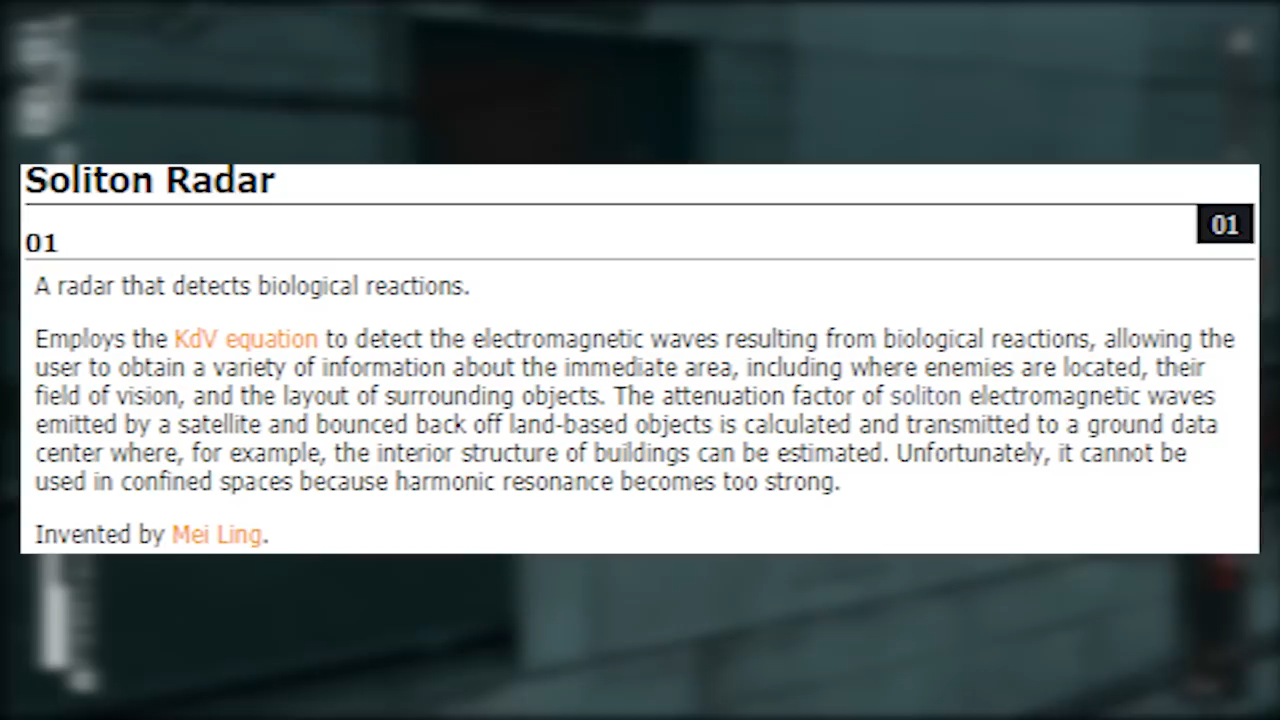 Soliton Radar
01
01
A radar that detects biological reactions.
Employs the KdV equation to detect the electromagnetic waves resulting from biological reactions, allowing the
user to obtain a variety of information about the immediate area, including where enemies are located, their
field of vision, and the layout of surrounding objects. The attenuation factor of soliton electromagnetic waves
emitted by a satellite and bounced back off land-based objects is calculated and transmitted to a ground data
center where, for example, the interior structure of buildings can be estimated. Unfortunately, it cannot be
used in confined spaces because harmonic resonance becomes too strong.
Invented by Mei Ling.